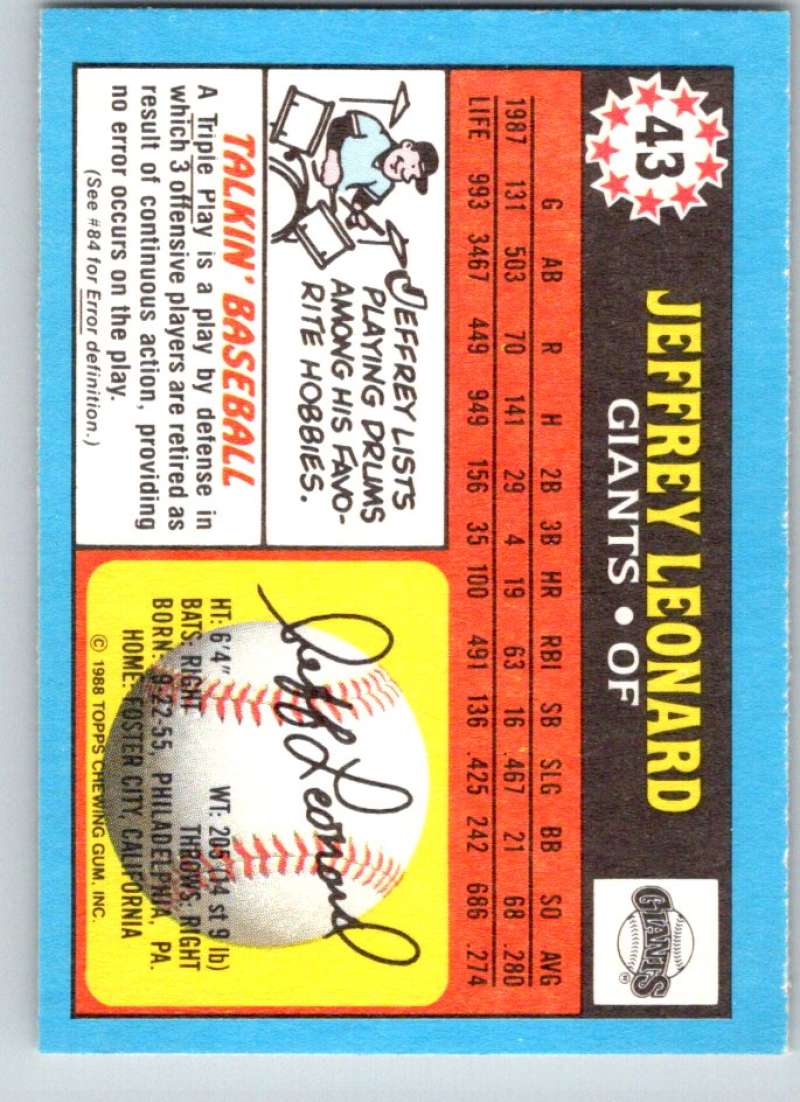 43
JEFFREY LEONARD
GIANTS • OF
GIANTS
®
G AB R H 2B 3B HR RBI SB SLG BB SO AVG
1987 131 503 70 141 29 4 19 63 16 .467 21 68 .280
LIFE 993 3467 449 949 156 35 100 491 136 .425 242 686 .274
JEFFREY LISTS
PLAYING DRUMS
AMONG HIS FAVO-
RITE HOBBIES.
TALKIN' BASEBALL
A Triple Play is a play by defense in
which 3 offensive players are retired as
result of continuous action, providing
no error occurs on the play.
(See #84 for Error definition.)
Jeffrey Leonard
HT: 6'4" WT: 205 (14 st 9 lb)
BATS: RIGHT THROWS: RIGHT
BORN: 9-22-55, PHILADELPHIA, PA.
HOME: FOSTER CITY, CALIFORNIA
© 1988 TOPPS CHEWING GUM, INC.